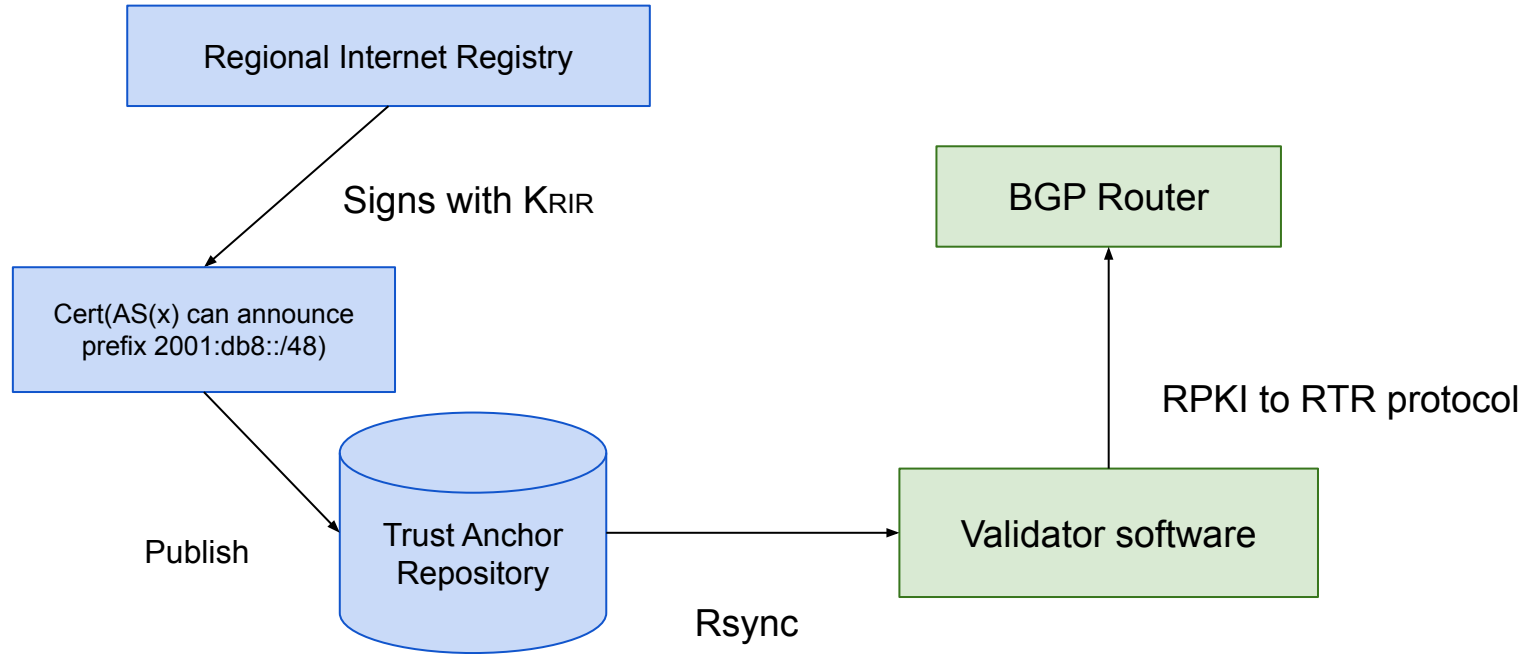 Regional Internet Registry
Signs with KRIR
Cert(AS(x) can announce
prefix 2001:db8::/48)
Publish
Trust Anchor
Repository
Rsync
Validator software
RPKI to RTR protocol
BGP Router